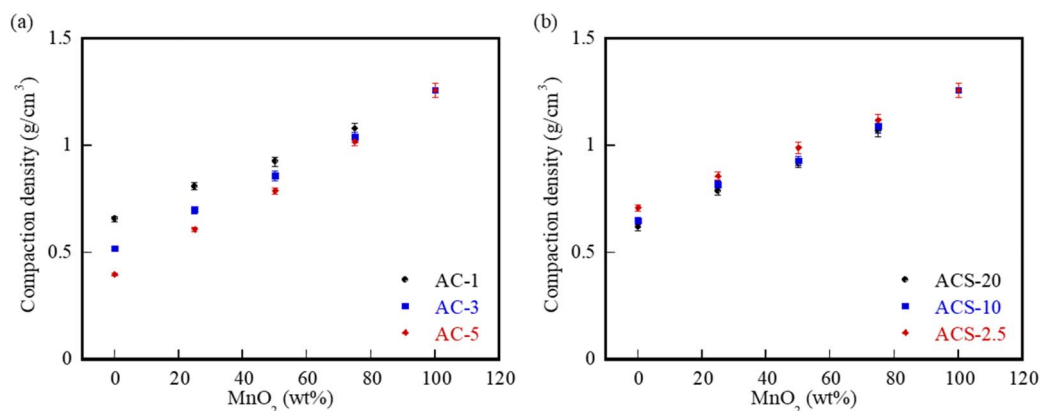 (a)
1.5
1
0.5
0
Compaction density (g/cm³)
AC-1
AC-3
AC-5
0 20 40 60 80 100 120
MnO₂ (wt%)
(b)
1.5
1
0.5
0
Compaction density (g/cm³)
ACS-20
ACS-10
ACS-2.5
0 20 40 60 80 100 120
MnO₂ (wt%)